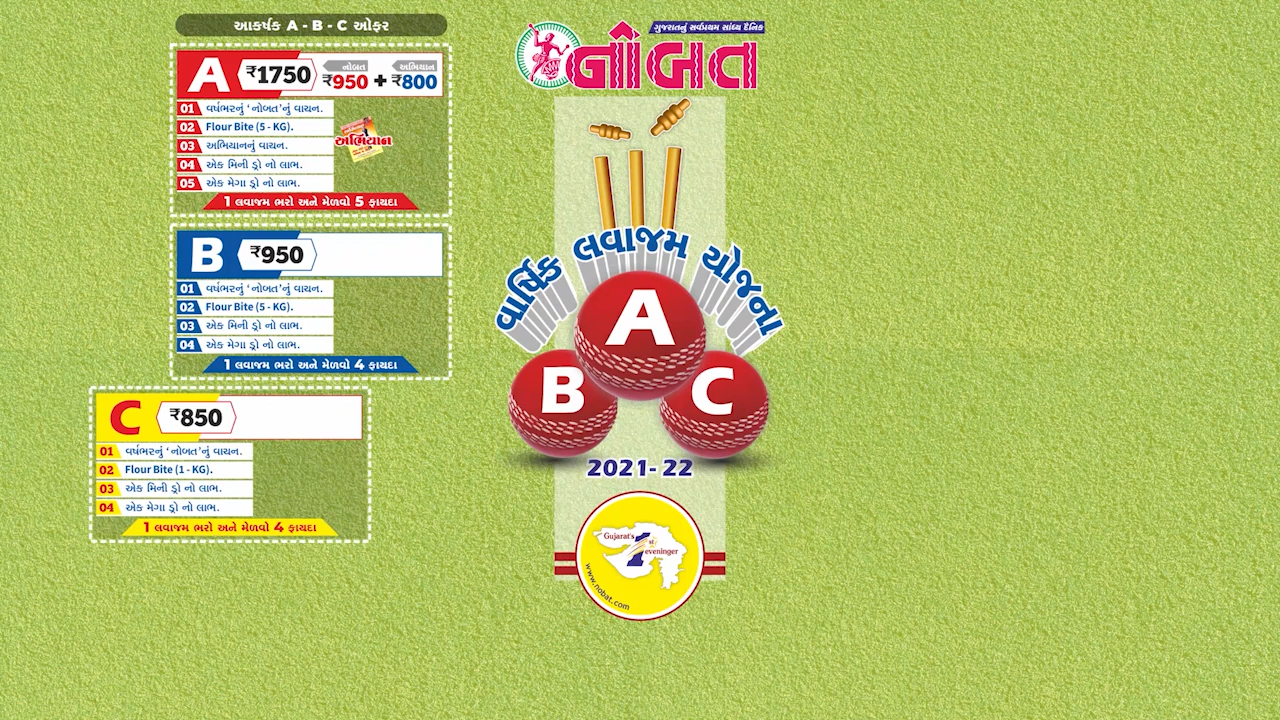 આકર્ષક A - B - C ઓફર
A ₹1750 નોબત ₹950 + અભિયાન ₹800
01 વર્ષભરનું ‘નોબત’નું વાચન.
02 Flour Bite (5 - KG).
03 અભિયાનનું વાચન.
04 એક મિની ડ્રો નો લાભ.
05 એક મેગા ડ્રો નો લાભ.
અભિયાન
1 લવાજમ ભરો અને મેળવો 5 ફાયદા
B ₹950
01 વર્ષભરનું ‘નોબત’નું વાચન.
02 Flour Bite (5 - KG).
03 એક મિની ડ્રો નો લાભ.
04 એક મેગા ડ્રો નો લાભ.
1 લવાજમ ભરો અને મેળવો 4 ફાયદા
C ₹850
01 વર્ષભરનું ‘નોબત’નું વાચન.
02 Flour Bite (1 - KG).
03 એક મિની ડ્રો નો લાભ.
04 એક મેગા ડ્રો નો લાભ.
1 લવાજમ ભરો અને મેળવો 4 ફાયદા
ગુજરાતનું સર્વપ્રથમ સાંધ્ય દૈનિક
નોબત
વાર્ષિક લવાજમ યોજના
A
B C
2021- 22
Gujarat's 1st eveninger
www.nobat.com